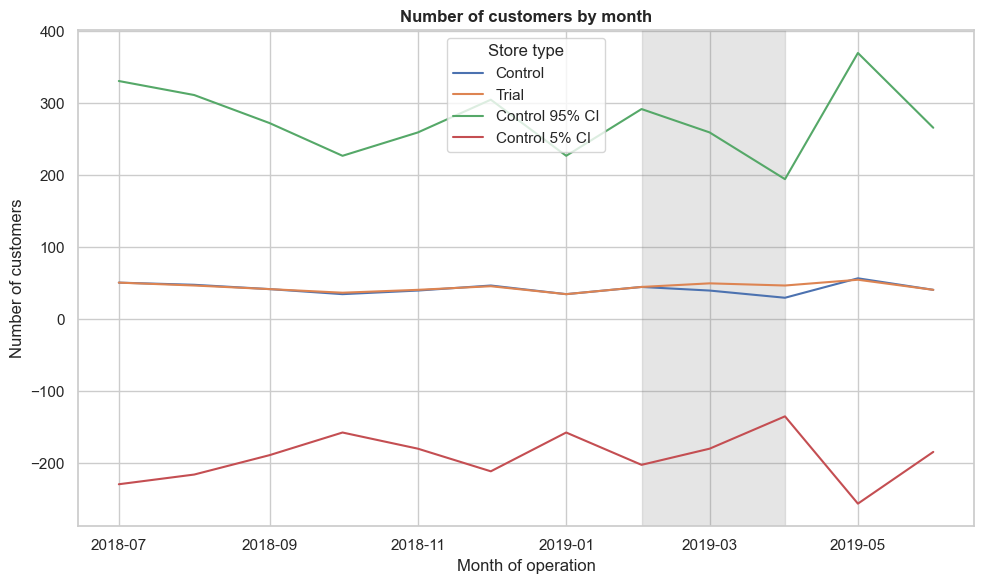 Number of customers by month
400
300
200
100
0
−100
−200
Number of customers
Store type
Control
Trial
Control 95% CI
Control 5% CI
2018-07
2018-09
2018-11
2019-01
2019-03
2019-05
Month of operation